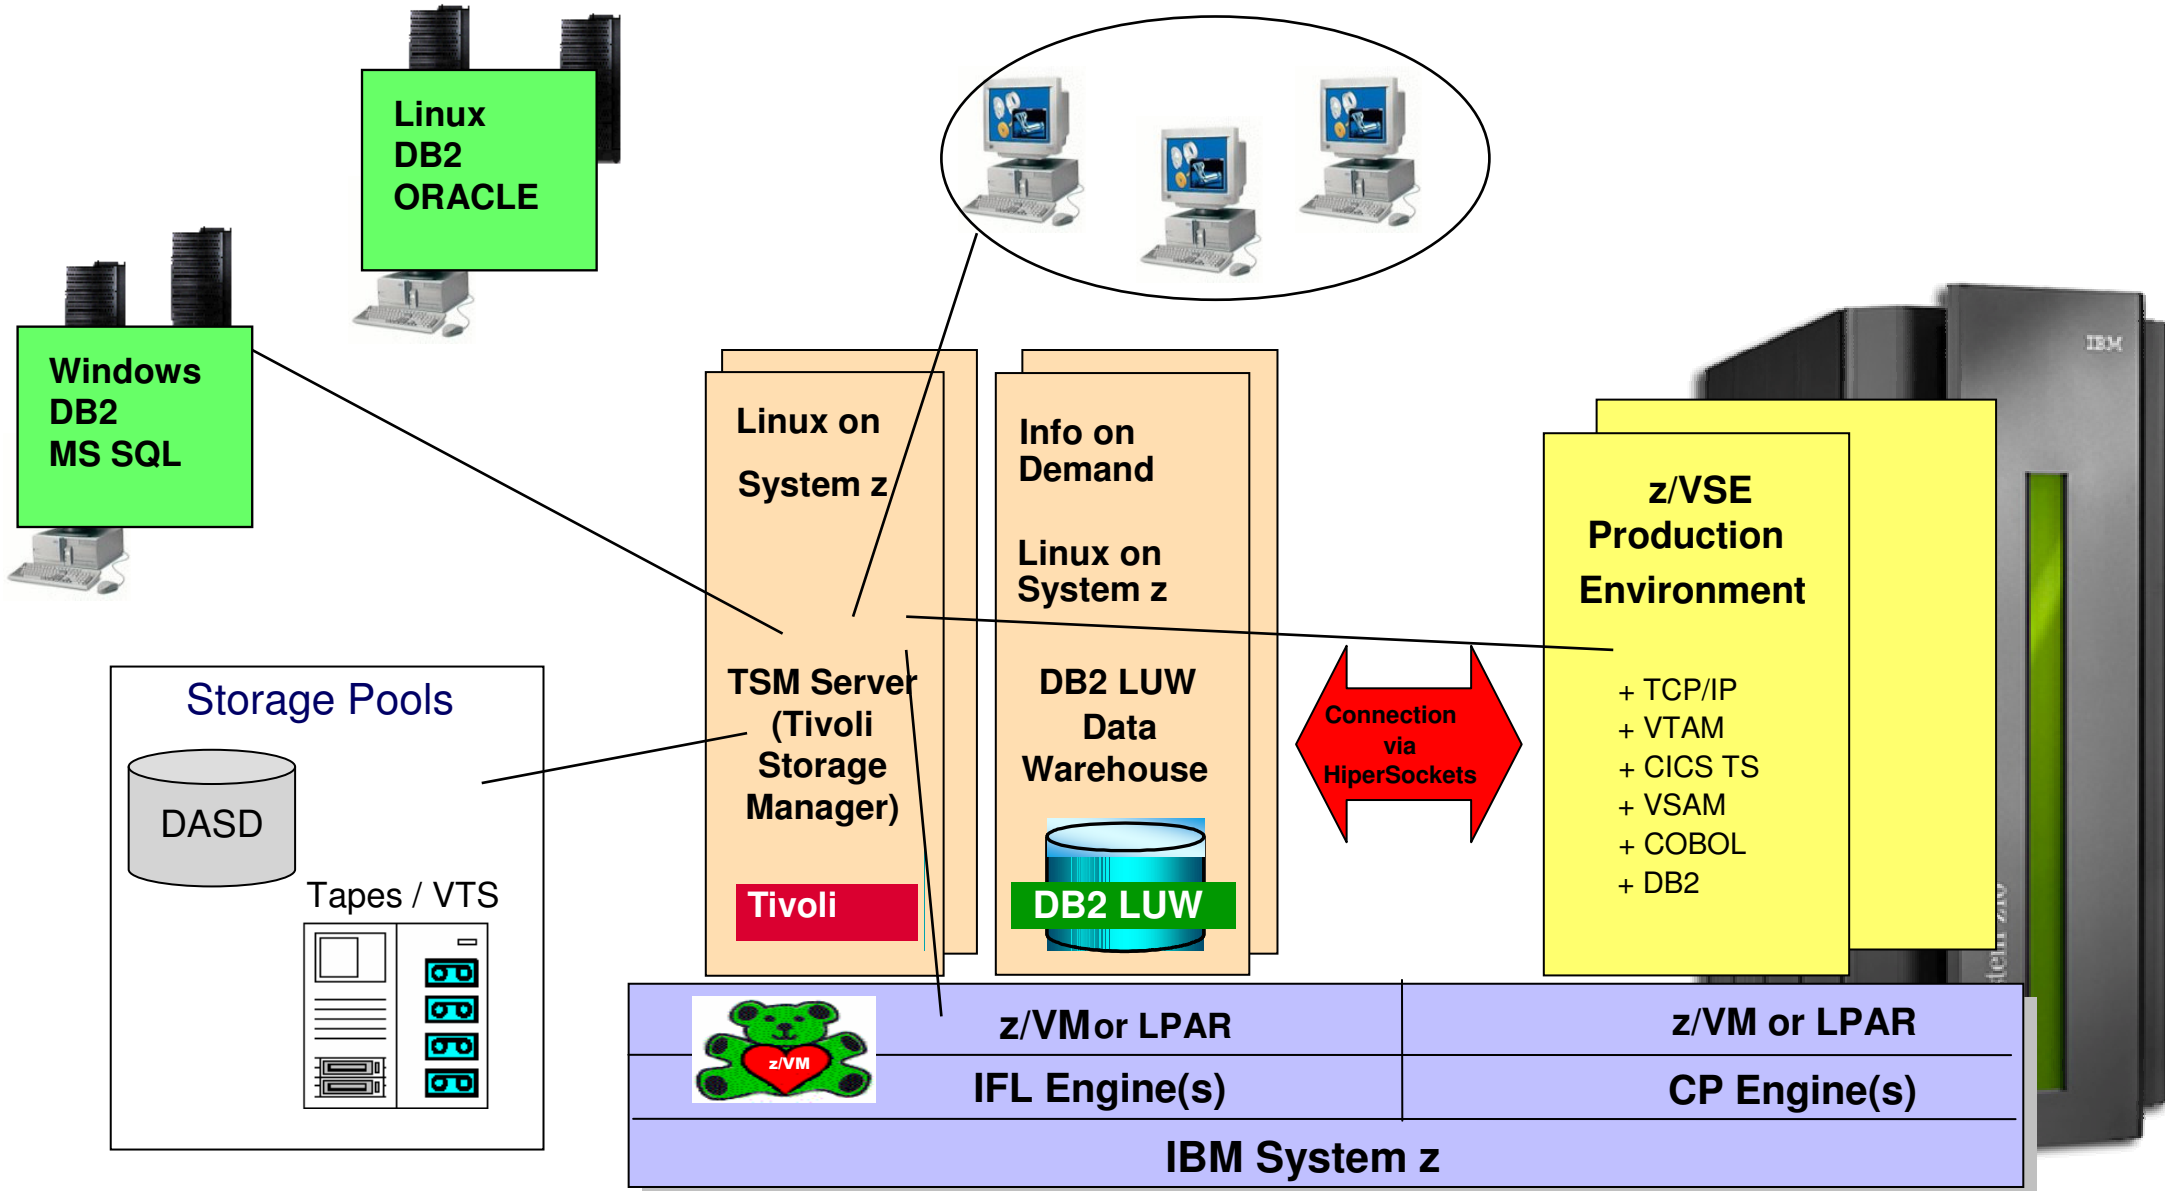 Linux
DB2
ORACLE
Windows
DB2
MS SQL
IBM
Linux on
System z
TSM Server
(Tivoli
Storage
Manager)
Tivoli
Info on
Demand
Linux on
System z
DB2 LUW
Data
Warehouse
DB2 LUW
Connection
via
HiperSockets
z/VSE
Production
Environment
+ TCP/IP
+ VTAM
+ CICS TS
+ VSAM
+ COBOL
+ DB2
Storage Pools
DASD
Tapes / VTS
z/VM
z/VM or LPAR
z/VM or LPAR
IFL Engine(s)
CP Engine(s)
IBM System z